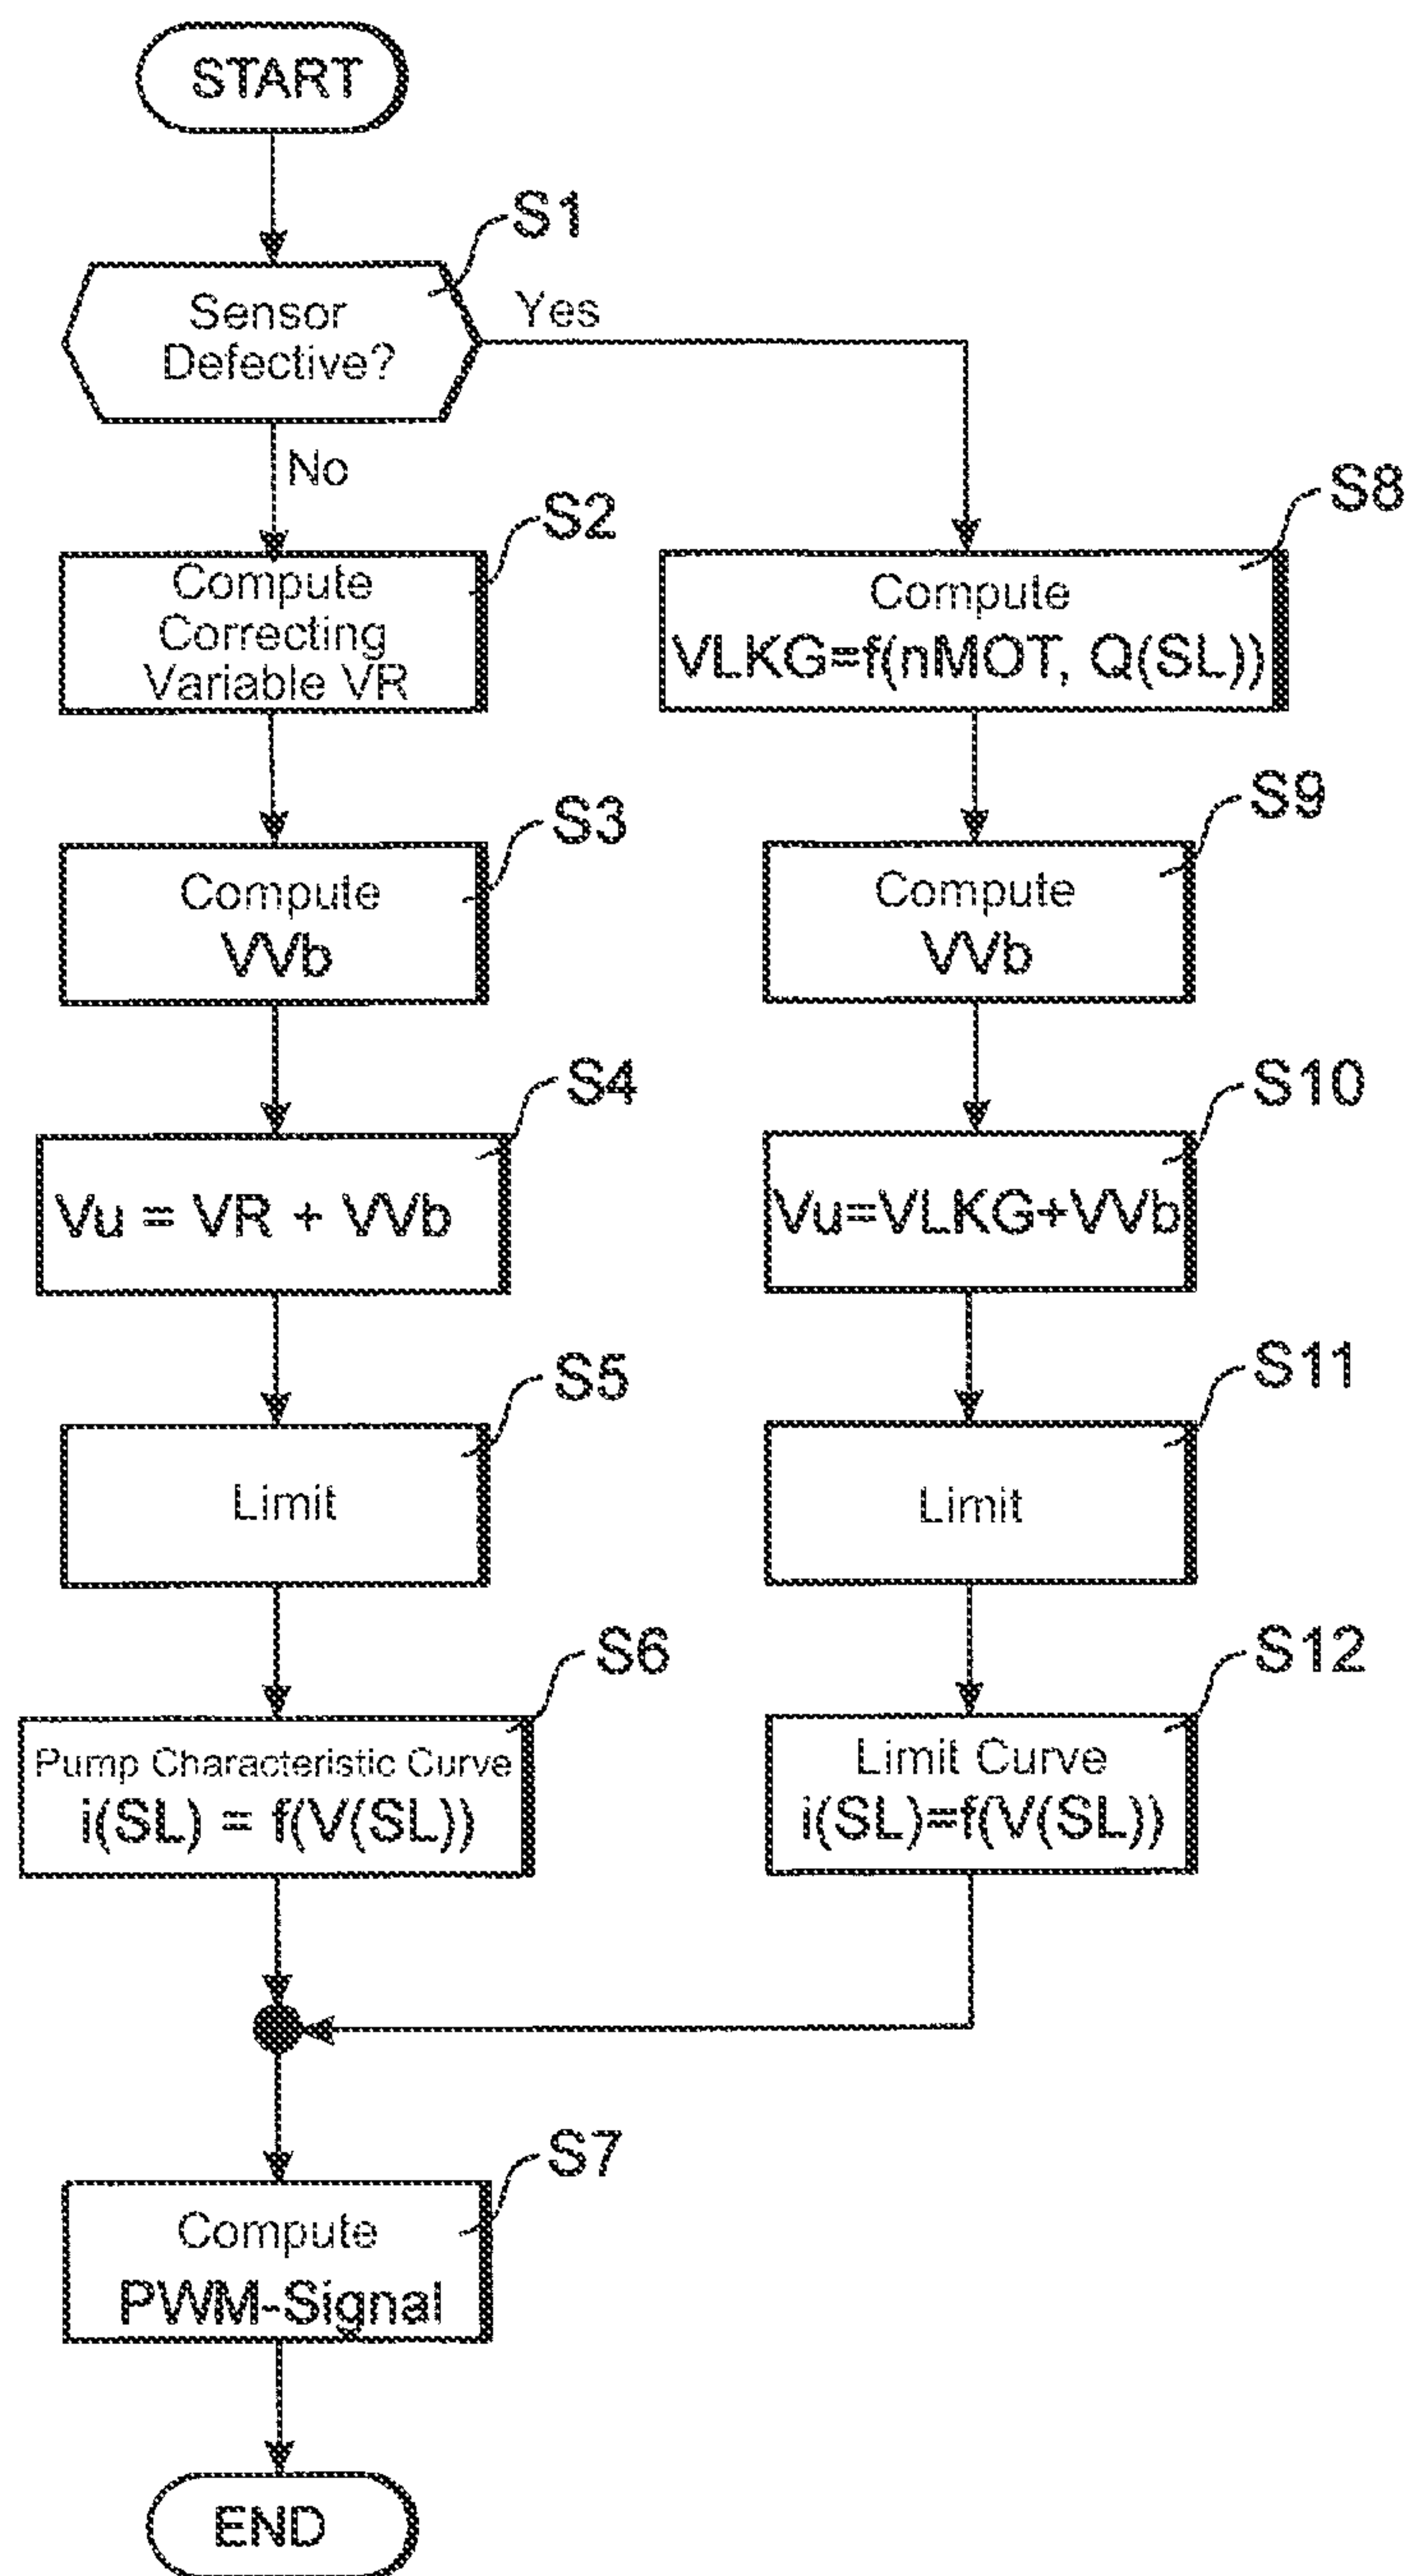 START
S1
Sensor
Defective?
Yes
No
S2
Compute
Correcting
Variable VR
S3
Compute
VVb
S4
Vu = VR + VVb
S5
Limit
S6
Pump Characteristic Curve
i(SL) = f(V(SL))
S8
Compute
VLKG=f(nMOT, Q(SL))
S9
Compute
VVb
S10
Vu=VLKG+VVb
S11
Limit
S12
Limit Curve
i(SL)=f(V(SL))
S7
Compute
PWM-Signal
END